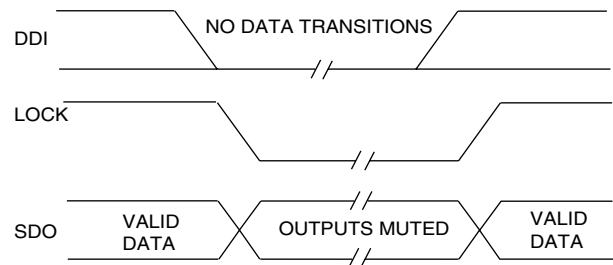 NO DATA TRANSITIONS
DDI
LOCK
SDO
VALID
DATA
OUTPUTS MUTED
VALID
DATA